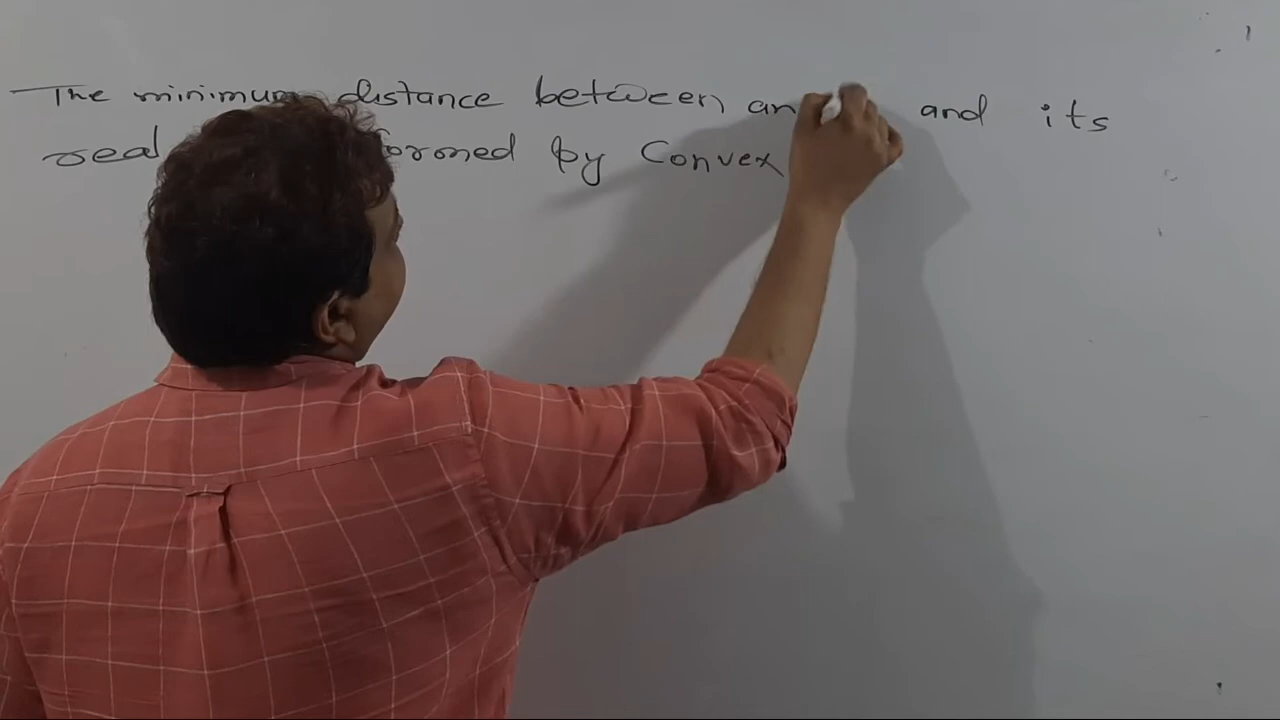 The minimum distance between an and its
real formed by Convex